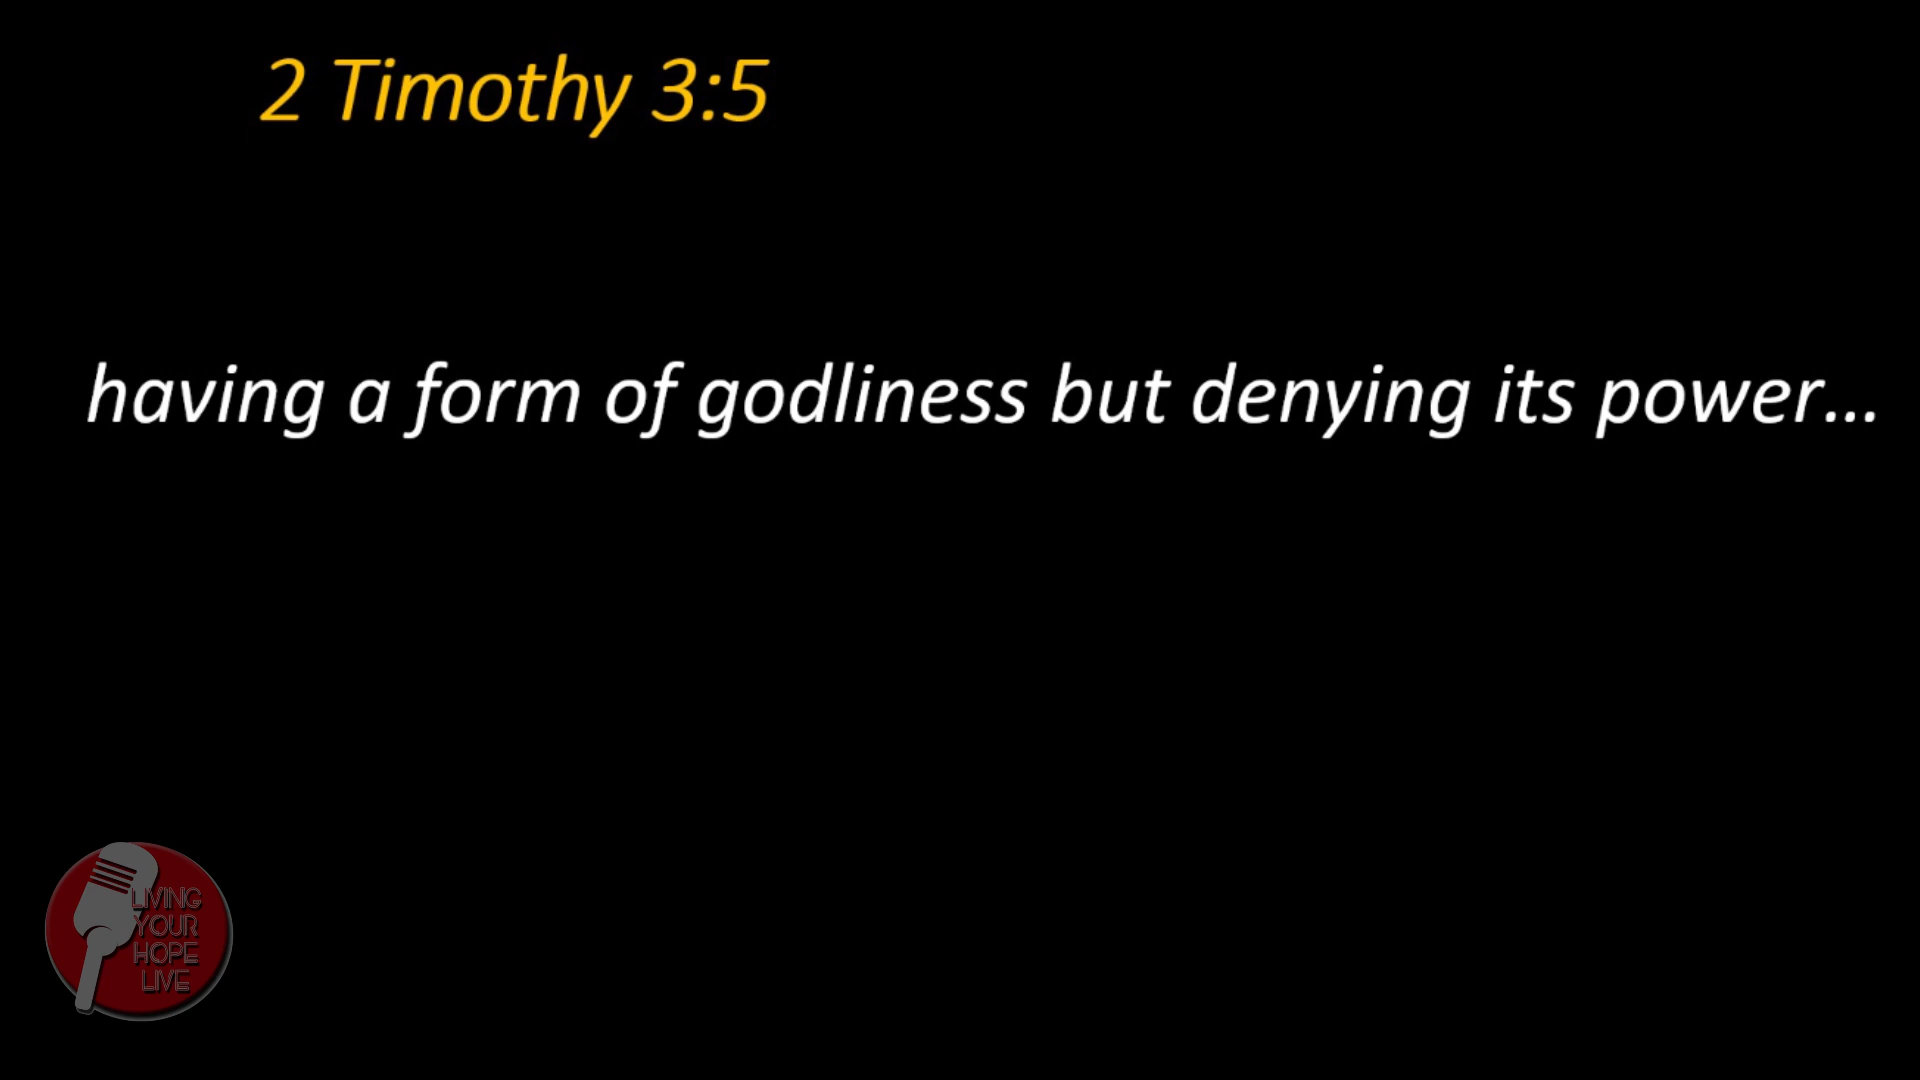 2 Timothy 3:5
having a form of godliness but denying its power...
LIVING
YOUR
HOPE
LIVE